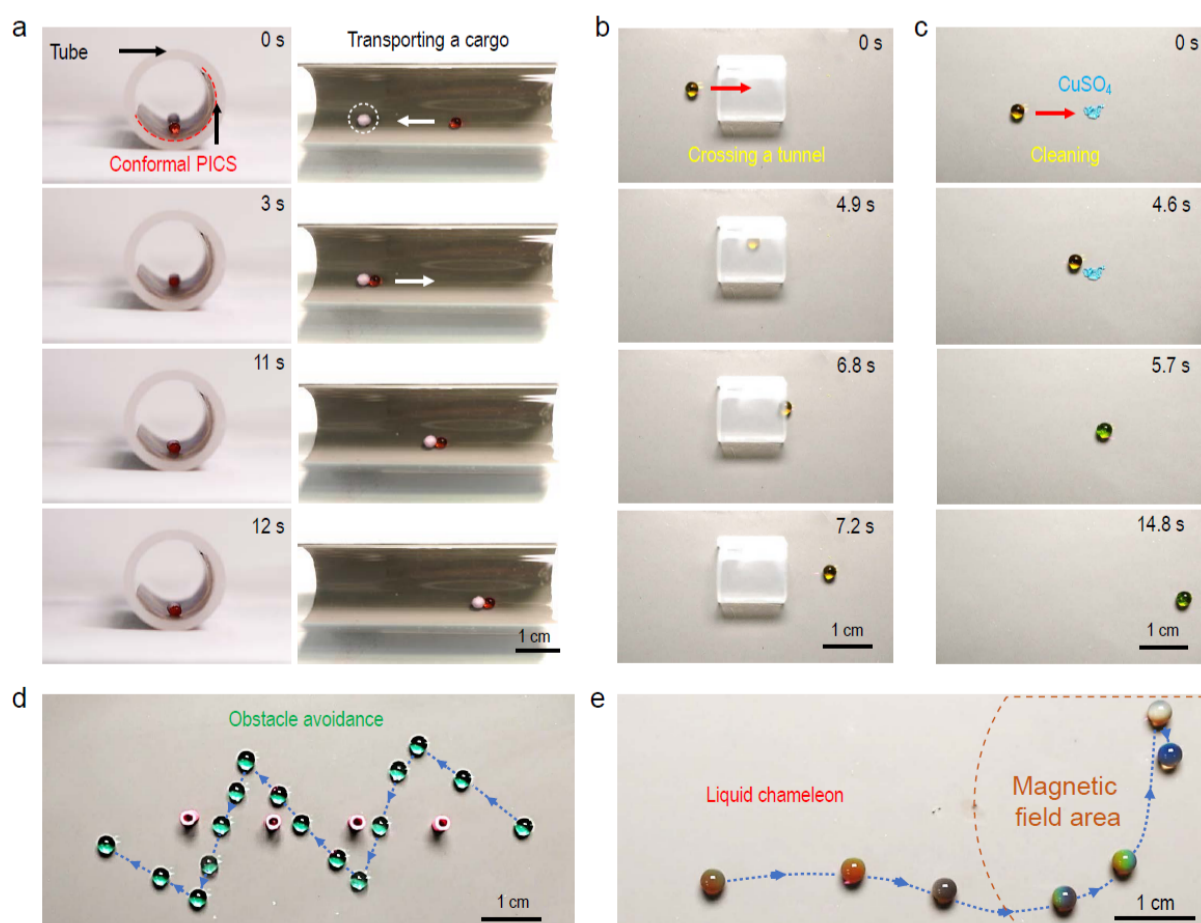 a
Tube
0 s
Conformal PICS
3 s
11 s
12 s
Transporting a cargo
1 cm
b
0 s
Crossing a tunnel
4.9 s
6.8 s
7.2 s
1 cm
c
0 s
CuSO₄
Cleaning
4.6 s
5.7 s
14.8 s
1 cm
d
Obstacle avoidance
1 cm
e
Liquid chameleon
Magnetic
field area
1 cm